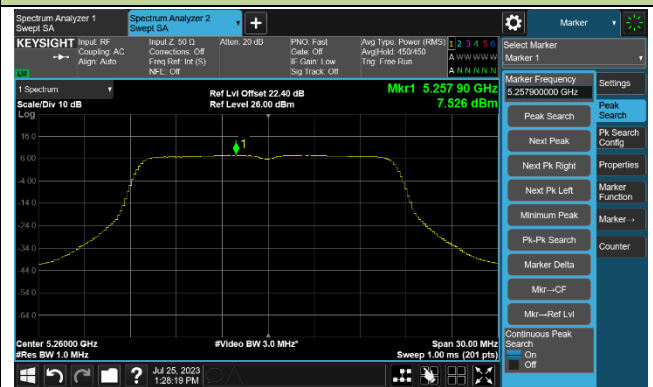 Spectrum Analyzer 1
Swept SA
Spectrum Analyzer 2
Swept SA
+
Marker
KEYSIGHT
Input: RF
Coupling: AC
Align: Auto
Input Z: 50 Ω
Corrections: Off
Freq Ref: Int (S)
NFE: Off
Atten: 20 dB
PNO: Fast
Gate: Off
IF Gain: Low
Sig Track: Off
Avg Type: Power (RMS)
Avg|Hold: 450/450
Trig: Free Run
1 2 3 4 5 6
A W W W W W
A N N N N N
Select Marker
Marker 1
LXI
1 Spectrum
Scale/Div 10 dB
Log
Ref Lvl Offset 22.40 dB
Ref Level 26.00 dBm
Mkr1 5.257 90 GHz
7.526 dBm
1
16.0
6.00
-4.00
-14.0
-24.0
-34.0
-44.0
-54.0
-64.0
Center 5.26000 GHz
#Res BW 1.0 MHz
#Video BW 3.0 MHz*
Span 30.00 MHz
Sweep 1.00 ms (201 pts)
Marker Frequency
5.257900000 GHz
Peak Search
Next Peak
Next Pk Right
Next Pk Left
Minimum Peak
Pk-Pk Search
Marker Delta
Mkr→CF
Mkr→Ref Lvl
Continuous Peak
Search
On
Off
Settings
Peak
Search
Pk Search
Config
Properties
Marker
Function
Marker→
Counter
?
Jul 25, 2023
1:28:19 PM